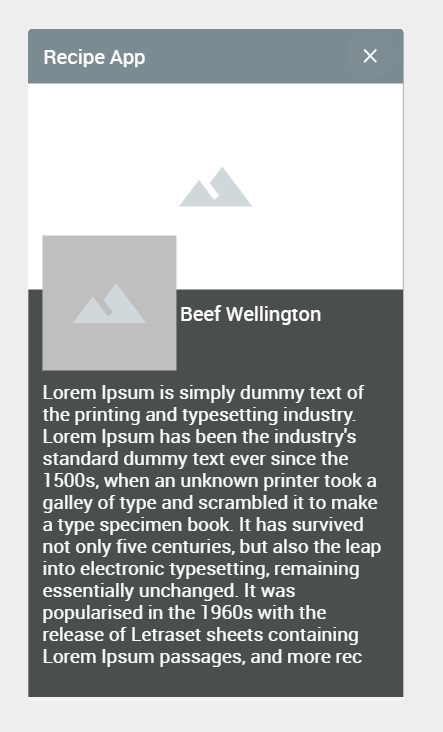 Recipe App
Beef Wellington
Lorem Ipsum is simply dummy text of
the printing and typesetting industry.
Lorem Ipsum has been the industry's
standard dummy text ever since the
1500s, when an unknown printer took a
galley of type and scrambled it to make
a type specimen book. It has survived
not only five centuries, but also the leap
into electronic typesetting, remaining
essentially unchanged. It was
popularised in the 1960s with the
release of Letraset sheets containing
Lorem Ipsum passages, and more rec